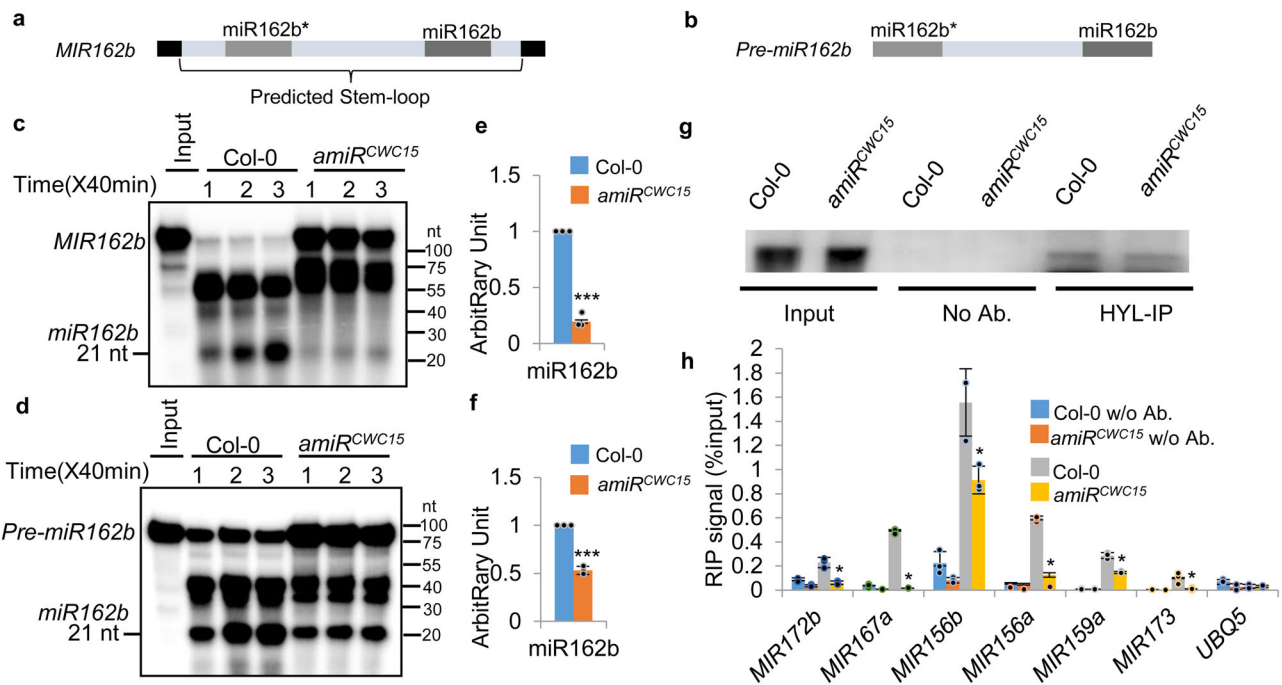 a
miR162b*
miR162b
MIR162b
Predicted Stem-loop
b
miR162b*
miR162b
Pre-miR162b
c
Input
Col-0
amiR^CWC15
Time(X40min)
1 2 3 1 2 3
MIR162b
nt
100
75
55
40
30
20
miR162b
21 nt
d
Input
Col-0
amiR^CWC15
Time(X40min)
1 2 3 1 2 3
Pre-miR162b
nt
100
75
55
40
30
20
miR162b
21 nt
e
Col-0
amiR^CWC15
ArbitRary Unit
1.5
1
0.5
0
***
miR162b
f
Col-0
amiR^CWC15
ArbitRary Unit
1.5
1
0.5
0
***
miR162b
g
Col-0
amiR^CWC15
Col-0
amiR^CWC15
Col-0
amiR^CWC15
Input
No Ab.
HYL-IP
h
RIP signal (%input)
2
1.8
1.6
1.4
1.2
1
0.8
0.6
0.4
0.2
0
Col-0 w/o Ab.
amiR^CWC15 w/o Ab.
Col-0
amiR^CWC15
* * * * * *
MIR172b
MIR167a
MIR156b
MIR156a
MIR159a
MIR173
UBQ5